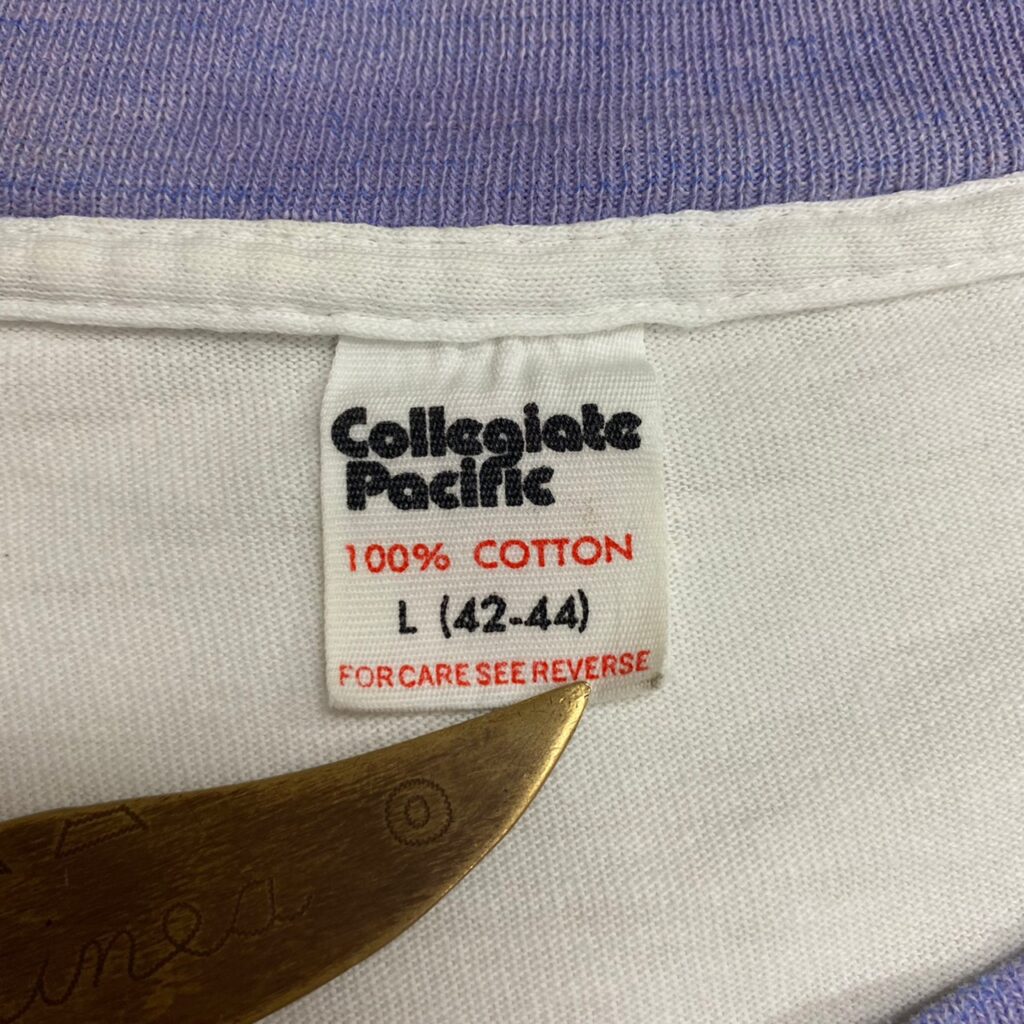 Collegiate
Pacific
100% COTTON
L (42-44)
FOR CARE SEE REVERSE